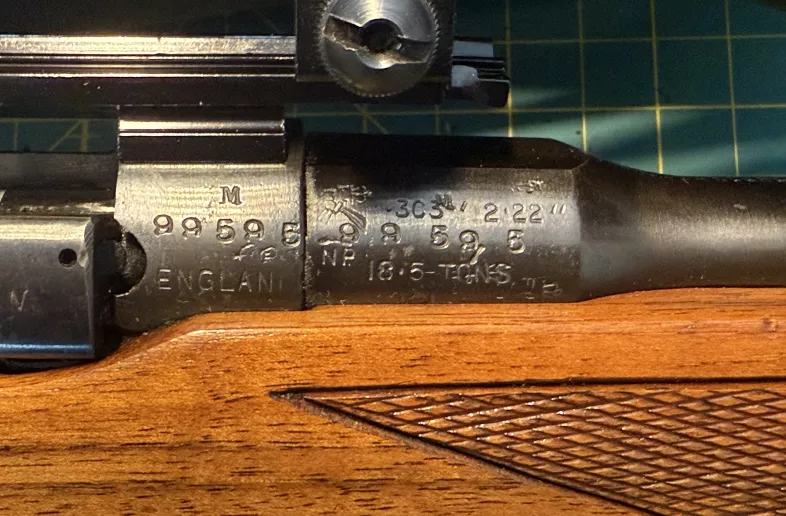 M
99595
ENGLAN
V
.303" 2.22"
M
99595
NP
18.5-TONS